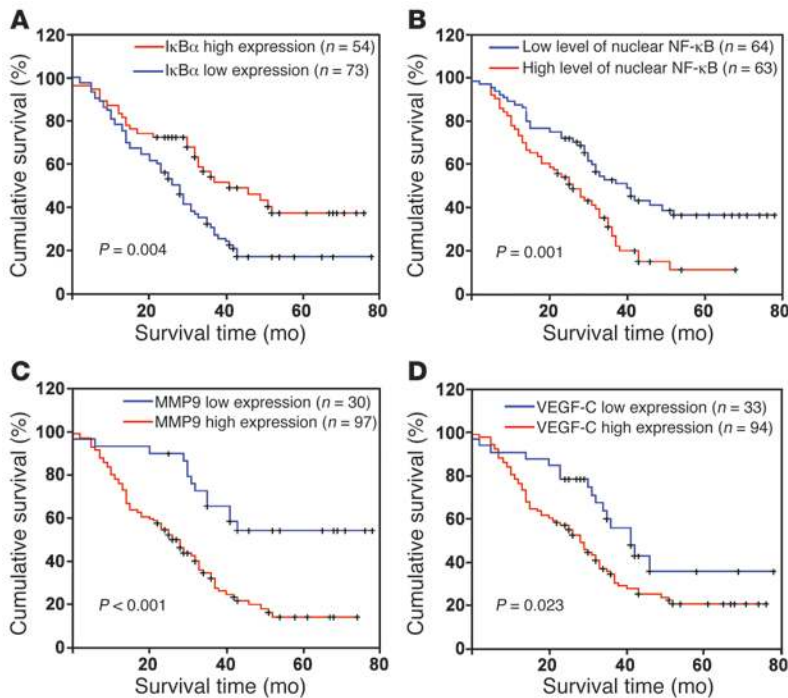 A
IκBα high expression (n = 54)
IκBα low expression (n = 73)
Cumulative survival (%)
120
100
80
60
40
20
0
P = 0.004
20 40 60 80
Survival time (mo)
B
Low level of nuclear NF-κB (n = 64)
High level of nuclear NF-κB (n = 63)
Cumulative survival (%)
120
100
80
60
40
20
0
P = 0.001
20 40 60 80
Survival time (mo)
C
MMP9 low expression (n = 30)
MMP9 high expression (n = 97)
Cumulative survival (%)
120
100
80
60
40
20
0
P < 0.001
20 40 60 80
Survival time (mo)
D
VEGF-C low expression (n = 33)
VEGF-C high expression (n = 94)
Cumulative survival (%)
120
100
80
60
40
20
0
P = 0.023
20 40 60 80
Survival time (mo)